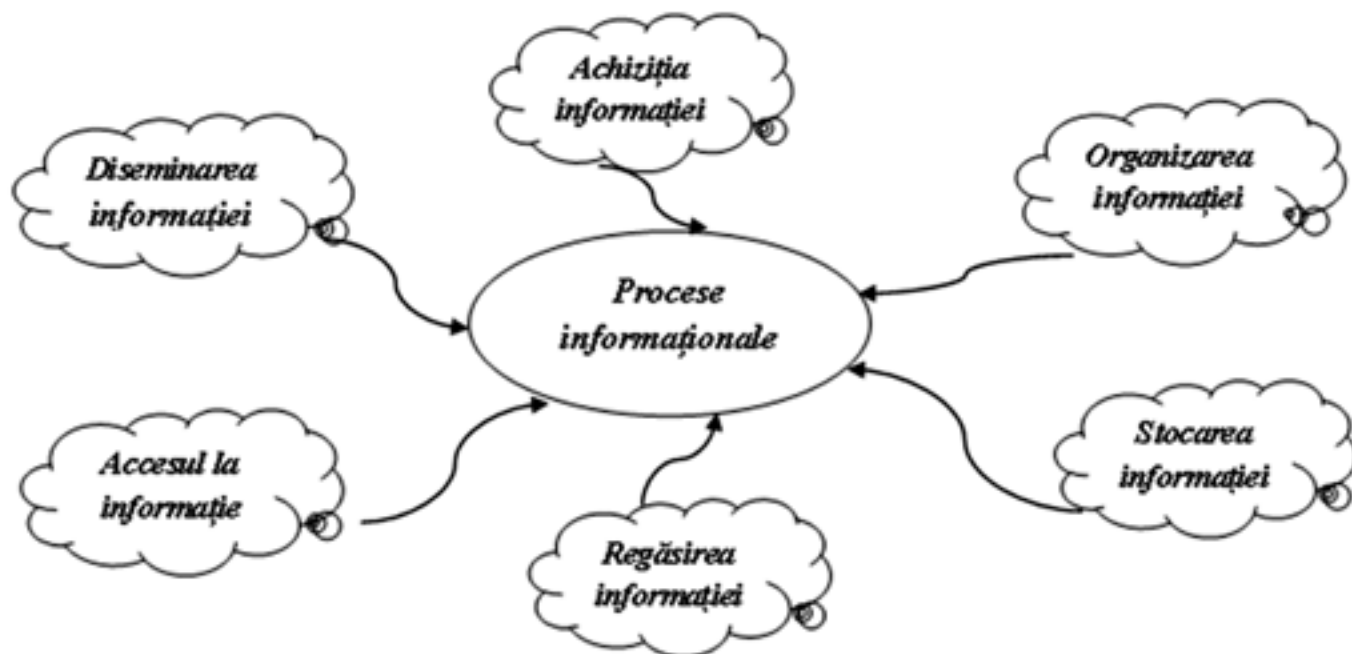 Achiziția
informației
Diseminarea
informației
Organizarea
informației
Procese
informaționale
Accesul la
informație
Stocarea
informației
Regăsirea
informației